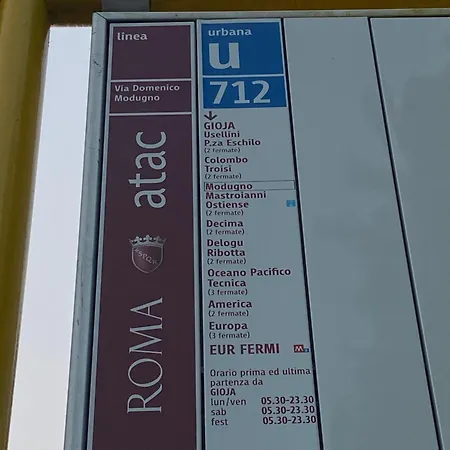 linea
Via Domenico
Modugno
atac
SPQR
ROMA
urbana
u
712
GIOJA
Usellini
P.za Eschilo
(2 fermate)
Colombo
Troisi
(2 fermate)
Modugno
Mastroianni
Ostiense
(2 fermate)
Decima
(2 fermate)
Delogu
Ribotta
(2 fermate)
Oceano Pacifico
Tecnica
(3 fermate)
America
(2 fermate)
Europa
(3 fermate)
EUR FERMI M
Orario prima ed ultima
partenza da
GIOJA
lun/ven 05.30-23.30
sab 05.30-23.30
fest 05.30-23.30